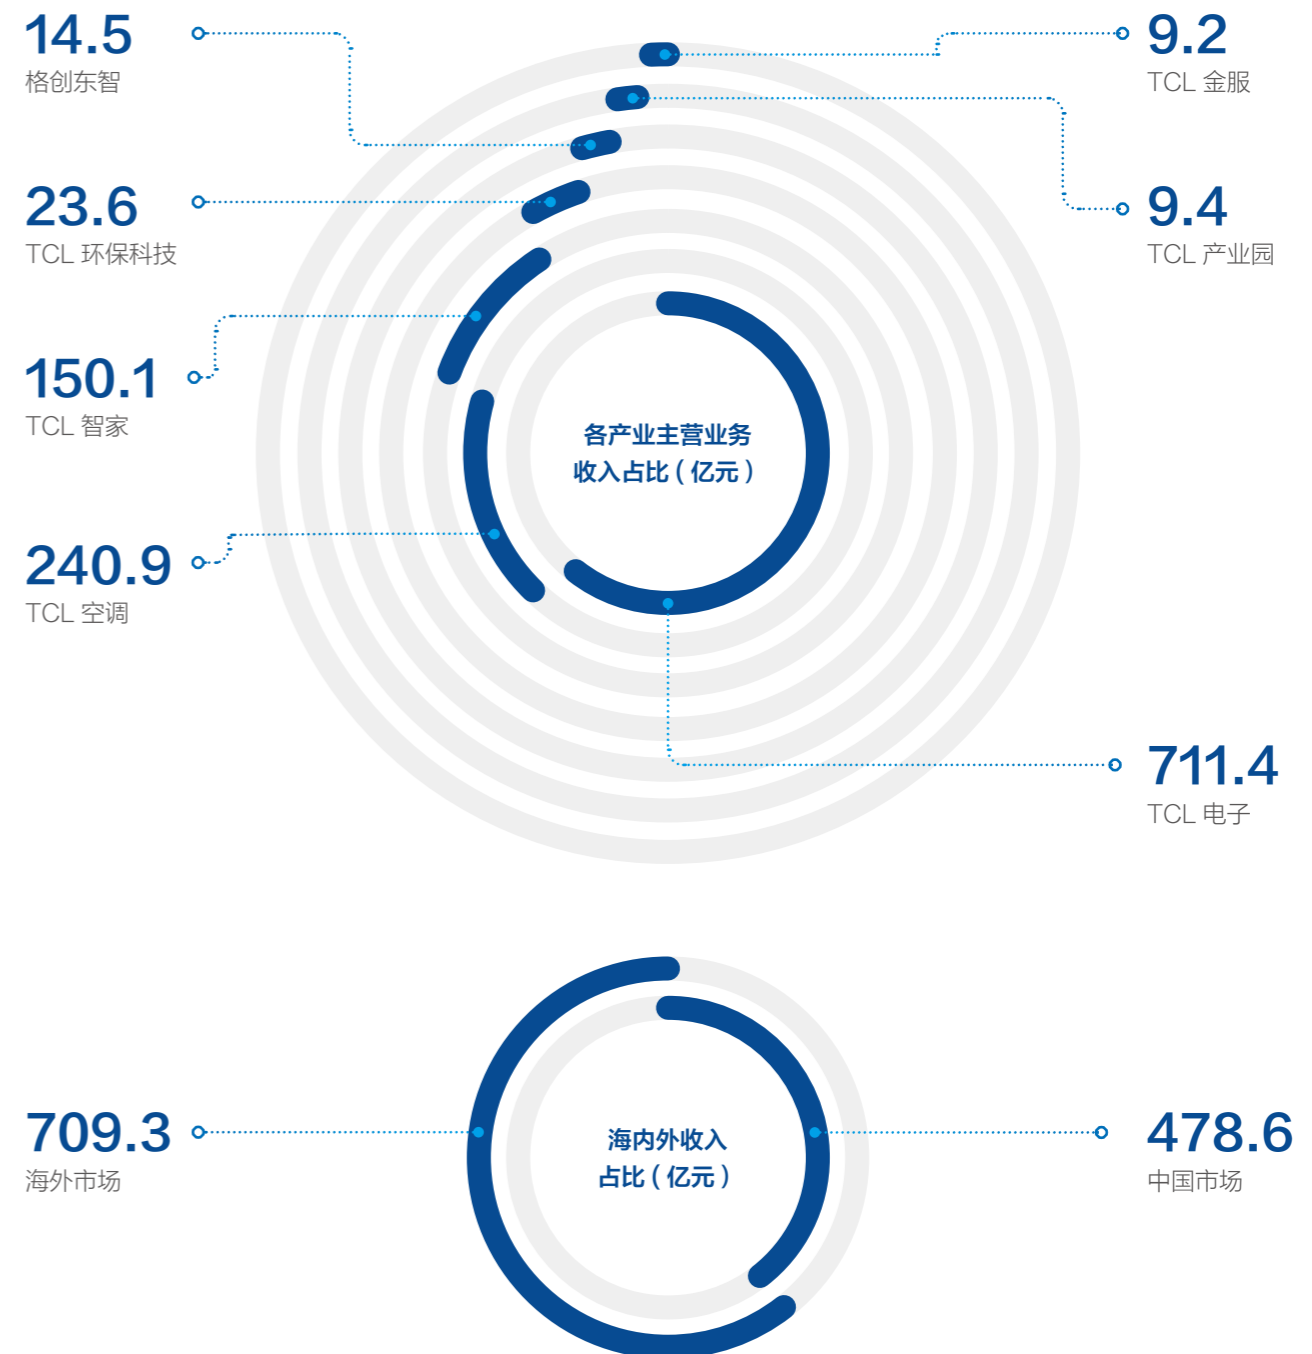 14.5
格创东智
9.2
TCL 金服
23.6
TCL 环保科技
9.4
TCL 产业园
150.1
TCL 智家
各产业主营业务
收入占比（亿元）
240.9
TCL 空调
711.4
TCL 电子
709.3
海外市场
海内外收入
占比（亿元）
478.6
中国市场